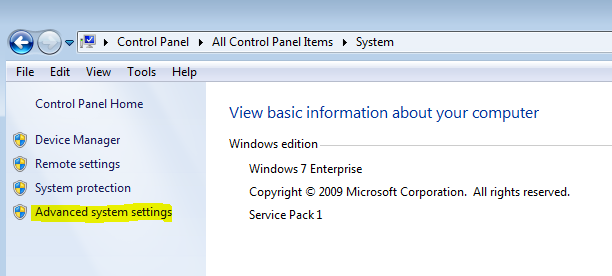 Control Panel All Control Panel Items System
File Edit View Tools Help
Control Panel Home
Device Manager
Remote settings
System protection
Advanced system settings
View basic information about your computer
Windows edition
Windows 7 Enterprise
Copyright © 2009 Microsoft Corporation. All rights reserved.
Service Pack 1